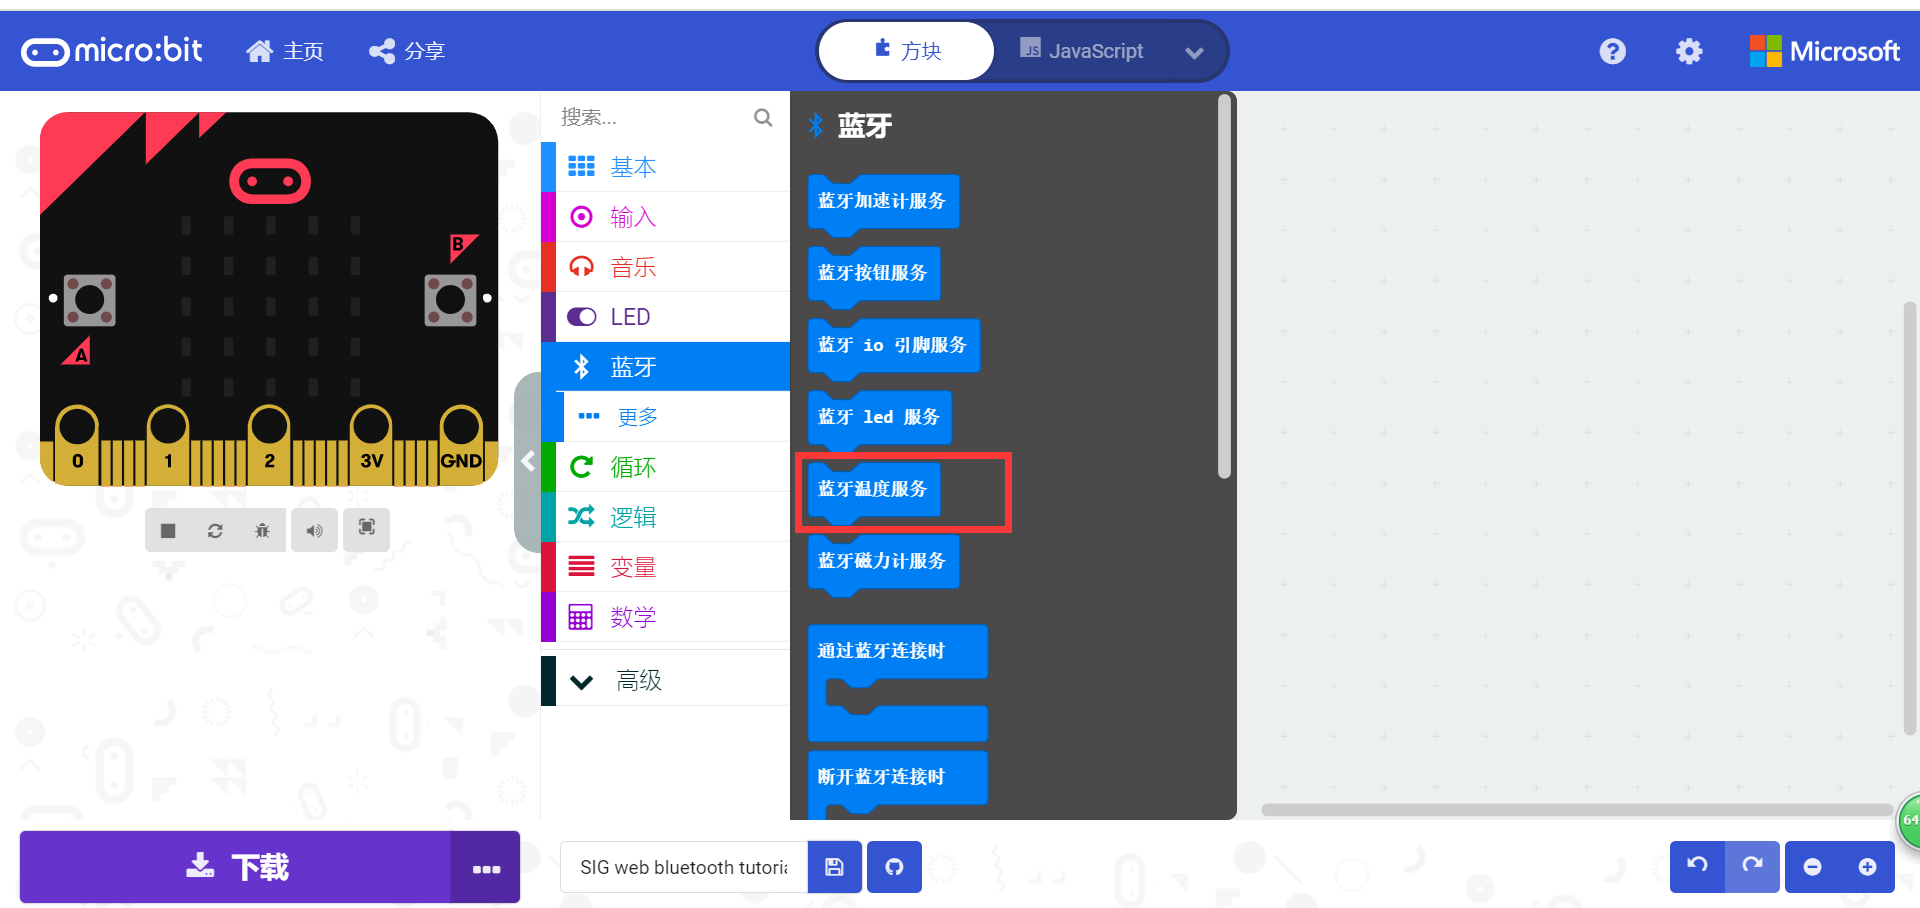 micro:bit
主页
分享
方块
JS JavaScript
?
Microsoft
搜索...
基本
输入
音乐
LED
蓝牙
更多
循环
逻辑
变量
数学
高级
蓝牙
蓝牙加速计服务
蓝牙按钮服务
蓝牙 io 引脚服务
蓝牙 led 服务
蓝牙温度服务
蓝牙磁力计服务
通过蓝牙连接时
断开蓝牙连接时
B
A
0
1
2
3V
GND
下载
SIG web bluetooth tutoria
64